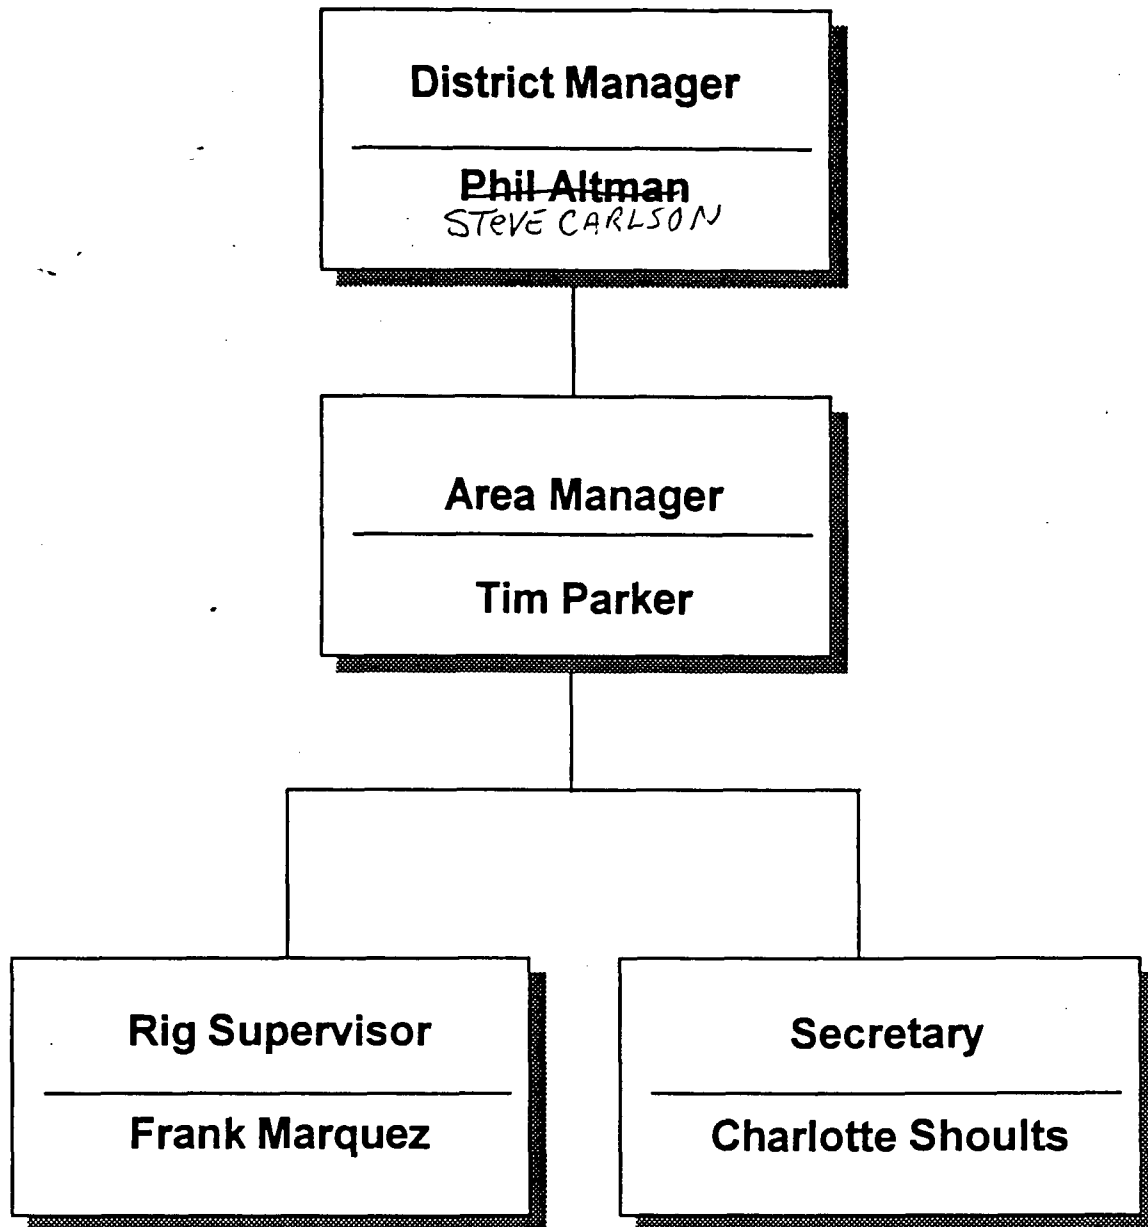 District Manager
Phil Altman
STEVE CARLSON
Area Manager
Tim Parker
Rig Supervisor
Frank Marquez
Secretary
Charlotte Shoults